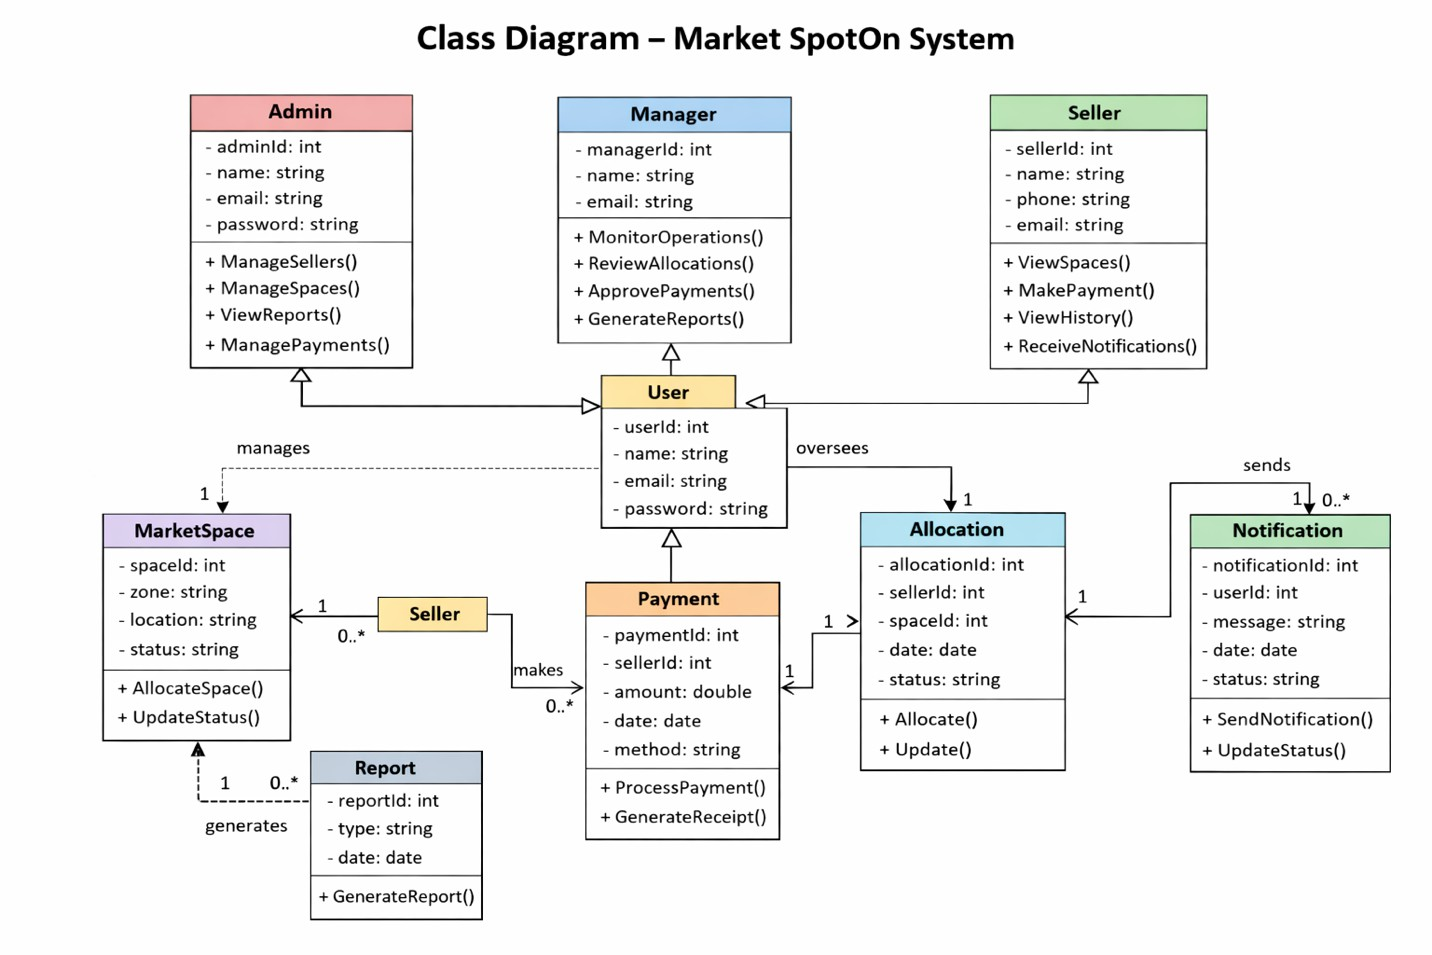 Class Diagram – Market SpotOn System
Admin
- adminId: int
- name: string
- email: string
- password: string
+ ManageSellers()
+ ManageSpaces()
+ ViewReports()
+ ManagePayments()
Manager
- managerId: int
- name: string
- email: string
+ MonitorOperations()
+ ReviewAllocations()
+ ApprovePayments()
+ GenerateReports()
Seller
- sellerId: int
- name: string
- phone: string
- email: string
+ ViewSpaces()
+ MakePayment()
+ ViewHistory()
+ ReceiveNotifications()
User
- userId: int
- name: string
- email: string
- password: string
manages
1
oversees
1
sends
1 0..*
MarketSpace
- spaceId: int
- zone: string
- location: string
- status: string
+ AllocateSpace()
+ UpdateStatus()
1
0..*
Seller
makes
0..*
Payment
- paymentId: int
- sellerId: int
- amount: double
- date: date
- method: string
+ ProcessPayment()
+ GenerateReceipt()
1
1
Allocation
- allocationId: int
- sellerId: int
- spaceId: int
- date: date
- status: string
+ Allocate()
+ Update()
1
Notification
- notificationId: int
- userId: int
- message: string
- date: date
- status: string
+ SendNotification()
+ UpdateStatus()
1 0..*
generates
Report
- reportId: int
- type: string
- date: date
+ GenerateReport()